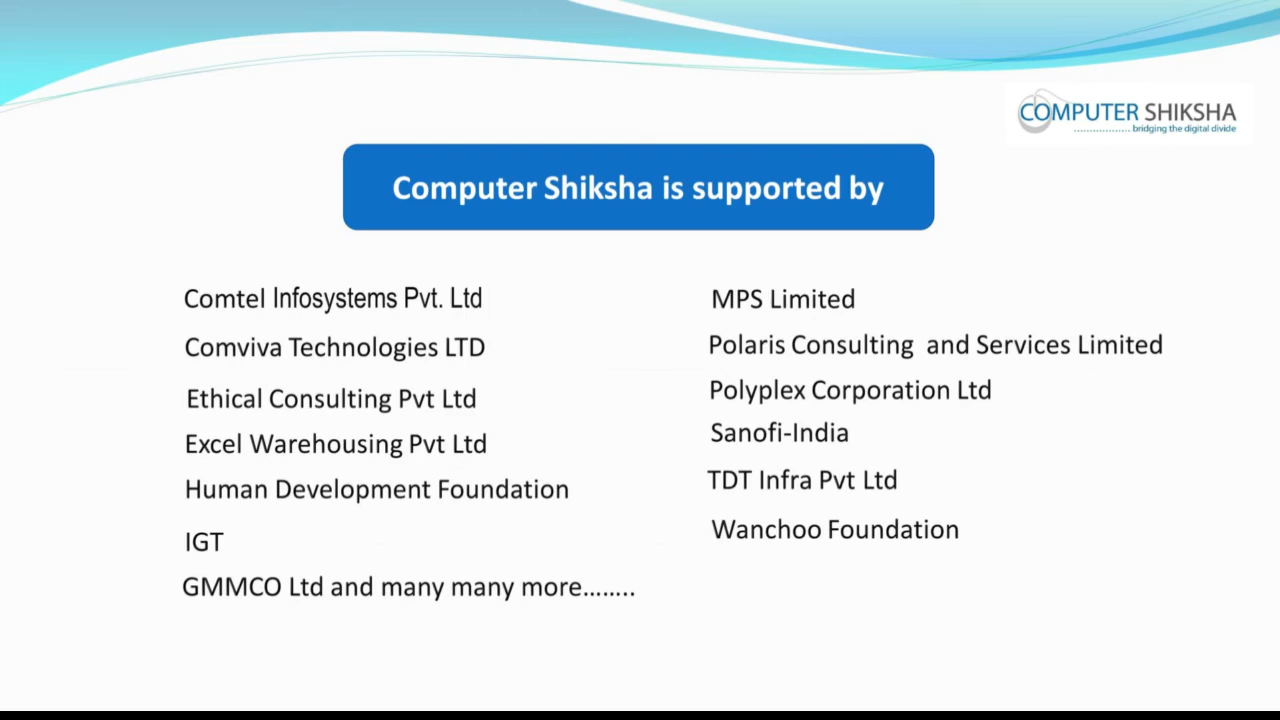 COMPUTER SHIKSHA
.................. bridging the digital divide
Computer Shiksha is supported by
Comtel Infosystems Pvt. Ltd
Comviva Technologies LTD
Ethical Consulting Pvt Ltd
Excel Warehousing Pvt Ltd
Human Development Foundation
IGT
GMMCO Ltd and many many more........
MPS Limited
Polaris Consulting and Services Limited
Polyplex Corporation Ltd
Sanofi-India
TDT Infra Pvt Ltd
Wanchoo Foundation